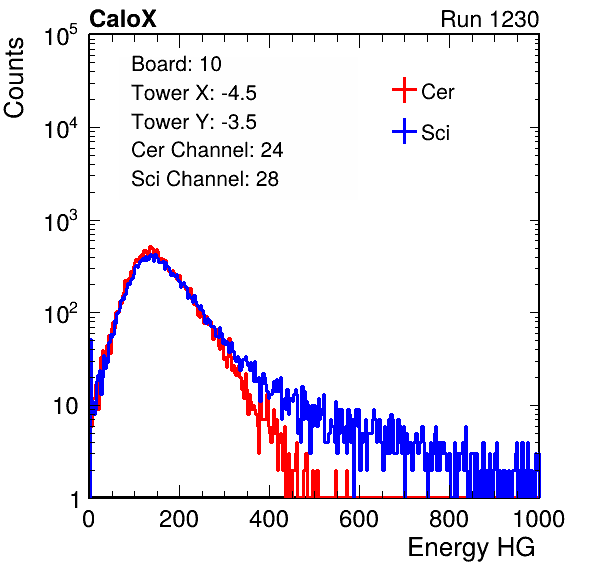 CaloX Run 1230
Counts
Board: 10
Tower X: -4.5
Tower Y: -3.5
Cer Channel: 24
Sci Channel: 28
Cer
Sci
10^5
10^4
10^3
10^2
10
1
0 200 400 600 800 1000
Energy HG